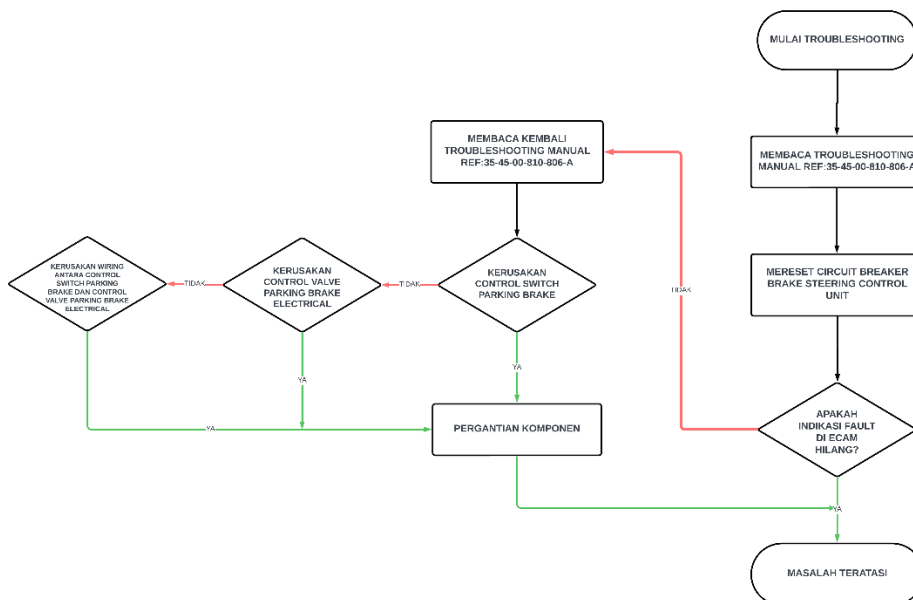 MULAI TROUBLESHOOTING
MEMBACA TROUBLESHOOTING
MANUAL REF:35-45-00-810-806-A
MERESET CIRCUIT BREAKER
BRAKE STEERING CONTROL
UNIT
APAKAH
INDIKASI FAULT
DI ECAM
HILANG?
TIDAK
YA
MEMBACA KEMBALI
TROUBLESHOOTING MANUAL
REF:35-45-00-810-806-A
KERUSAKAN
CONTROL SWITCH
PARKING BRAKE
TIDAK
YA
KERUSAKAN
CONTROL VALVE
PARKING BRAKE
ELECTRICAL
TIDAK
YA
KERUSAKAN WIRING
ANTARA CONTROL
SWITCH PARKING
BRAKE DAN CONTROL
VALVE PARKING BRAKE
ELECTRICAL
YA
PERGANTIAN KOMPONEN
MASALAH TERATASI